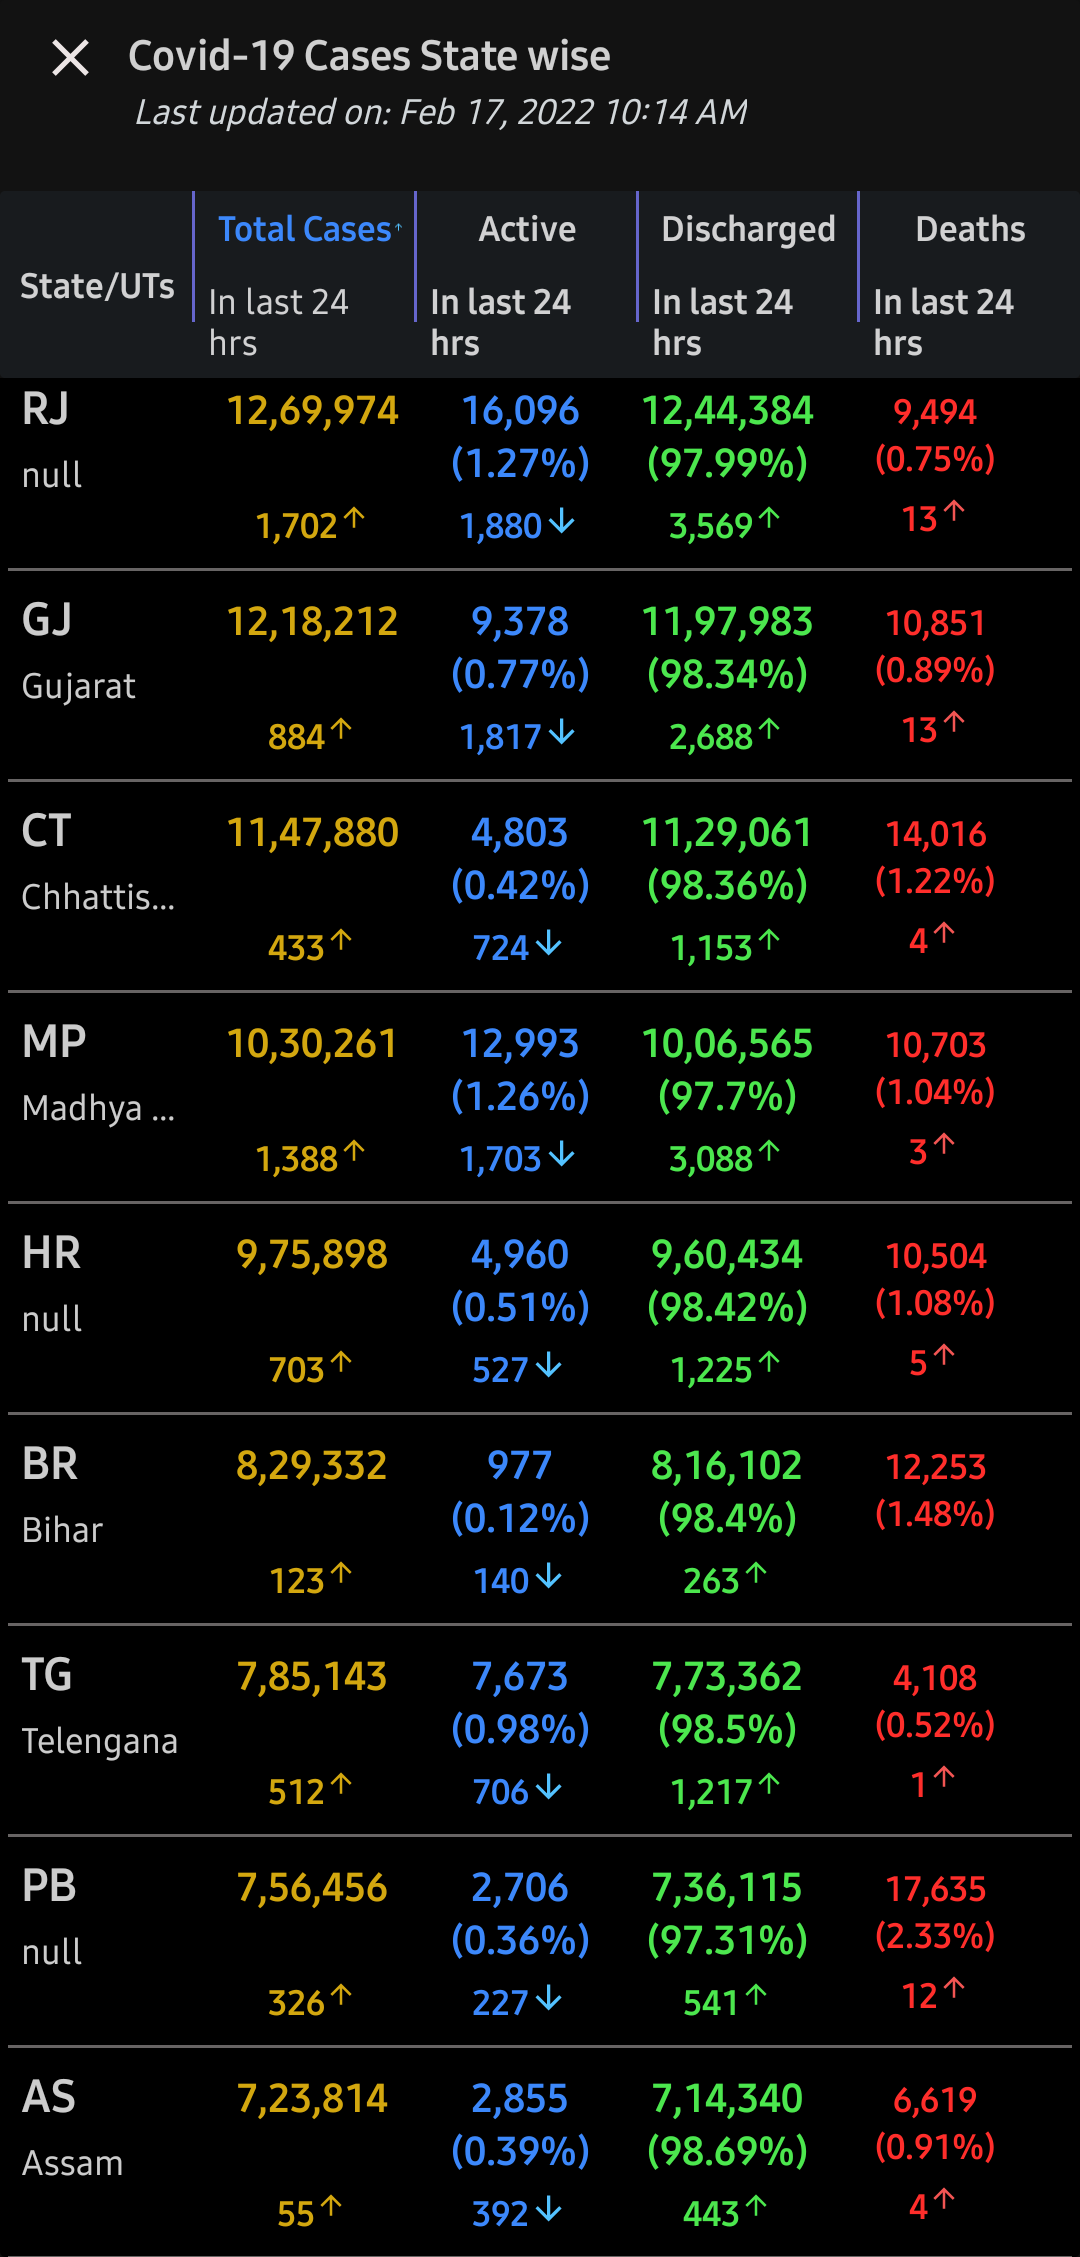 Covid-19 Cases State wise
Last updated on: Feb 17, 2022 10:14 AM
State/UTs
Total Cases↑ Active Discharged Deaths
In last 24 hrs In last 24 hrs In last 24 hrs In last 24 hrs
RJ 12,69,974 16,096 12,44,384 9,494
null (1.27%) (97.99%) (0.75%)
1,702↑ 1,880↓ 3,569↑ 13↑
GJ 12,18,212 9,378 11,97,983 10,851
Gujarat (0.77%) (98.34%) (0.89%)
884↑ 1,817↓ 2,688↑ 13↑
CT 11,47,880 4,803 11,29,061 14,016
Chhattis... (0.42%) (98.36%) (1.22%)
433↑ 724↓ 1,153↑ 4↑
MP 10,30,261 12,993 10,06,565 10,703
Madhya ... (1.26%) (97.7%) (1.04%)
1,388↑ 1,703↓ 3,088↑ 3↑
HR 9,75,898 4,960 9,60,434 10,504
null (0.51%) (98.42%) (1.08%)
703↑ 527↓ 1,225↑ 5↑
BR 8,29,332 977 8,16,102 12,253
Bihar (0.12%) (98.4%) (1.48%)
123↑ 140↓ 263↑
TG 7,85,143 7,673 7,73,362 4,108
Telengana (0.98%) (98.5%) (0.52%)
512↑ 706↓ 1,217↑ 1↑
PB 7,56,456 2,706 7,36,115 17,635
null (0.36%) (97.31%) (2.33%)
326↑ 227↓ 541↑ 12↑
AS 7,23,814 2,855 7,14,340 6,619
Assam (0.39%) (98.69%) (0.91%)
55↑ 392↓ 443↑ 4↑